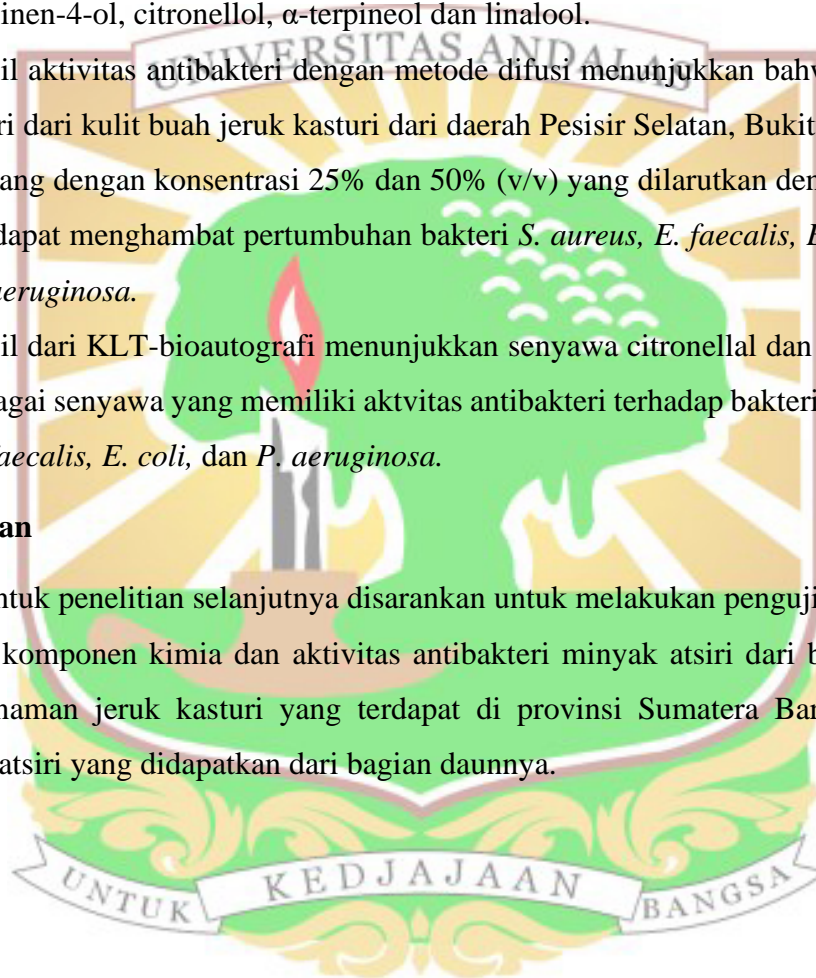 inen-4-ol, citronellol, α-terpineol dan linalool.
UNIVERSITAS ANDALAS
il aktivitas antibakteri dengan metode difusi menunjukkan bahw
ri dari kulit buah jeruk kasturi dari daerah Pesisir Selatan, Bukit
ang dengan konsentrasi 25% dan 50% (v/v) yang dilarutkan den
dapat menghambat pertumbuhan bakteri S. aureus, E. faecalis, E
aeruginosa.
il dari KLT-bioautografi menunjukkan senyawa citronellal dan
agai senyawa yang memiliki aktvitas antibakteri terhadap bakteri
faecalis, E. coli, dan P. aeruginosa.
an
ntuk penelitian selanjutnya disarankan untuk melakukan penguji
komponen kimia dan aktivitas antibakteri minyak atsiri dari b
naman jeruk kasturi yang terdapat di provinsi Sumatera Bar
atsiri yang didapatkan dari bagian daunnya.
UNTUK KEDJAJAAN BANGSA